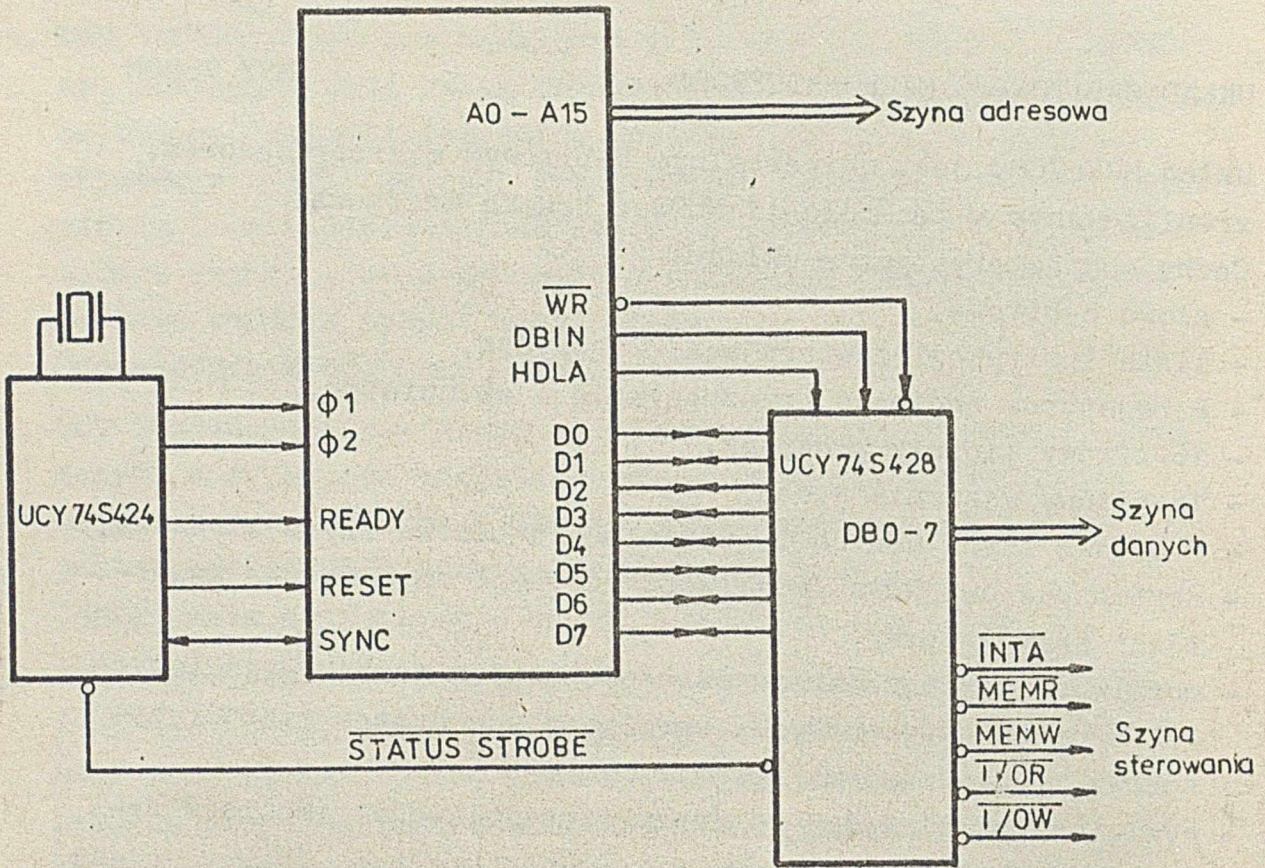 A0 - A15
Szyna adresowa
WR
DBIN
HDLA
Φ1
Φ2
D0
D1
D2
D3
D4
D5
D6
D7
UCY 74S424
READY
RESET
SYNC
UCY 74S428
DB0-7
Szyna
danych
INTA
MEMR
MEMW
I/OR
I/OW
Szyna
sterowania
STATUS STROBE